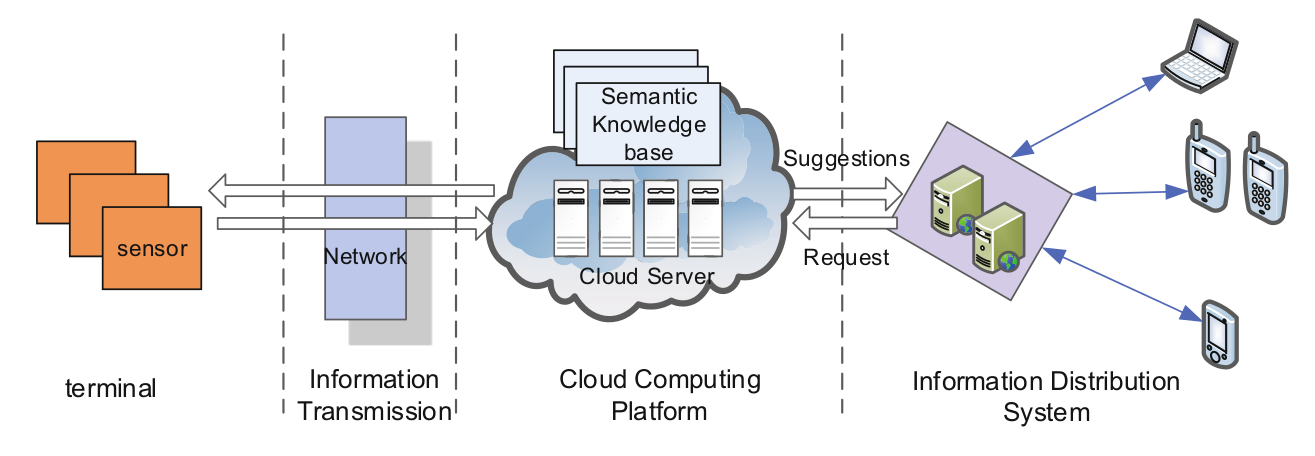 Semantic
Knowledge
base
Suggestions
sensor
Network
Cloud Server
Request
terminal
Information
Transmission
Cloud Computing
Platform
Information Distribution
System